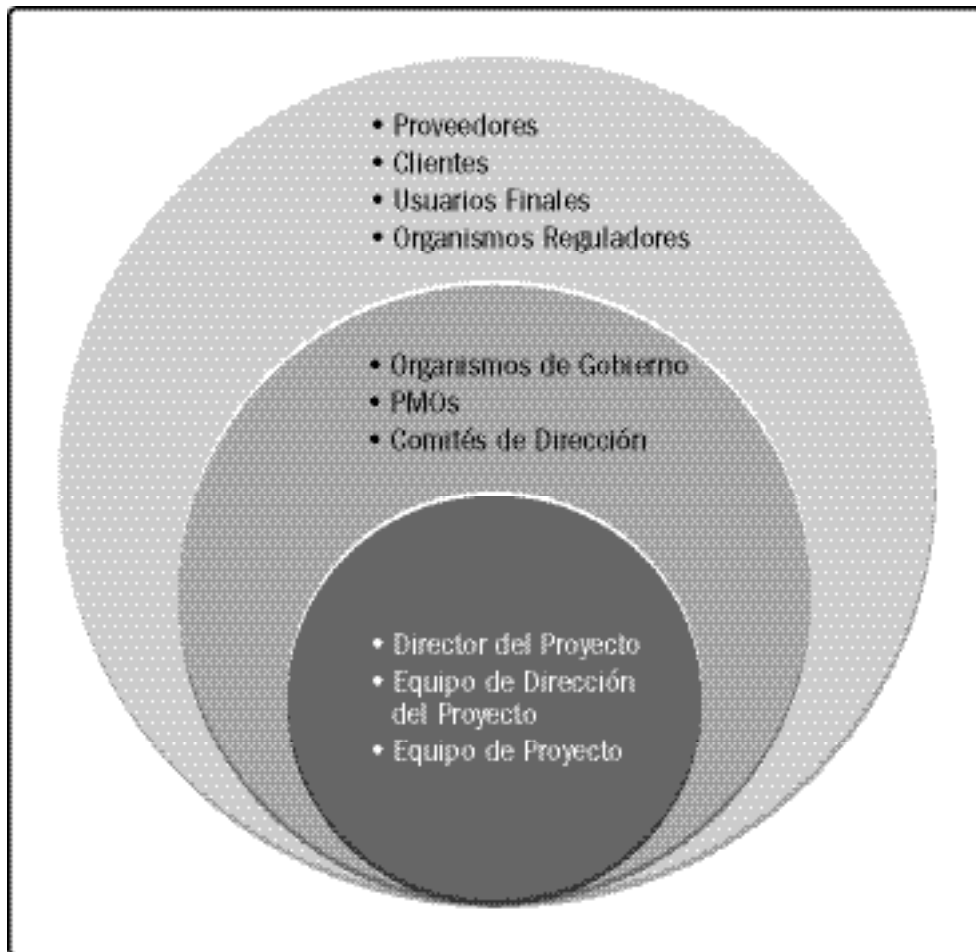 • Proveedores
• Clientes
• Usuarios Finales
• Organismos Reguladores
• Organismos de Gobierno
• PMOs
• Comités de Dirección
• Director del Proyecto
• Equipo de Dirección
del Proyecto
• Equipo de Proyecto